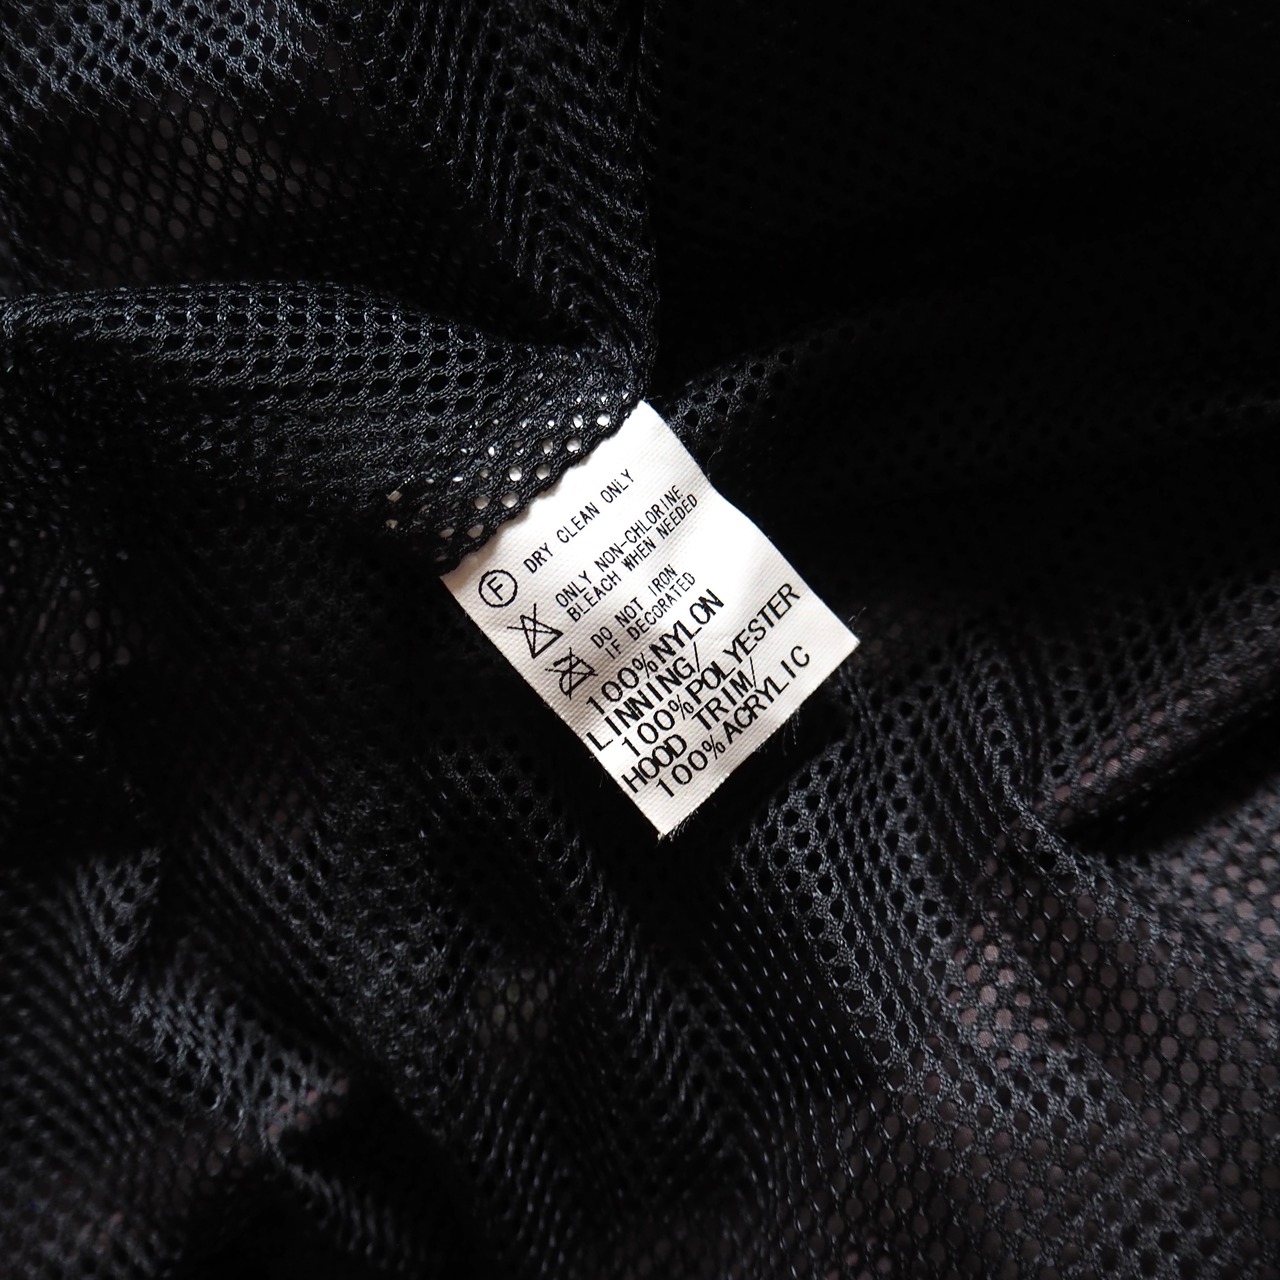 F DRY CLEAN ONLY
ONLY NON-CHLORINE
BLEACH WHEN NEEDED
DO NOT IRON
IF DECORATED
100%NYLON
LINNING/
100%POLYESTER
HOOD TRIM/
100%ACRYLIC